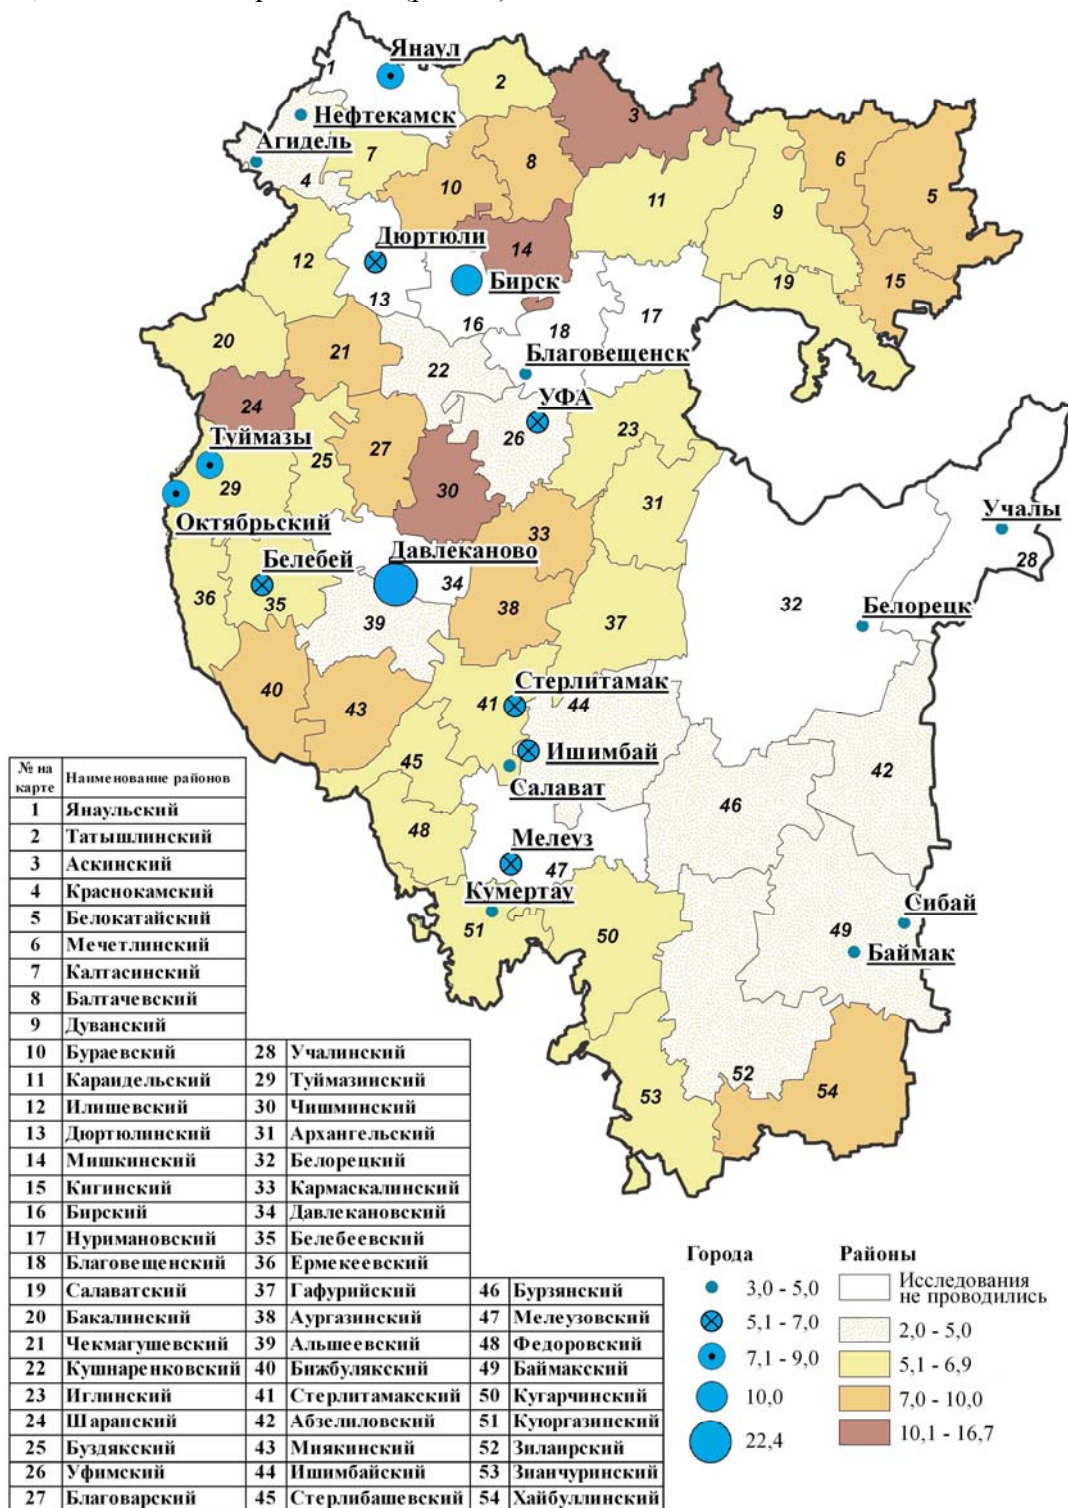 Янаул
1
2
Нефтекамск
3
Агидель
7
8
6
4
10
11
9
5
Дюртюли
14
12
13
Бирск
15
19
16
18
17
20
21
22
Благовещенск
24
УФА
Туймазы
25
27
26
23
29
30
31
Октябрьский
33
Учалы
Белебей
Давлеканово
28
36
35
34
38
32
Белорецк
39
37
40
43
41
Стерлитамак
44
45
Ишимбай
42
Салават
46
48
Мелеуз
47
Кумертау
Сибай
51
50
49
Баймак
52
53
54
№ на карте
Наименование районов
1 Янаульский
2 Татышлинский
3 Аскинский
4 Краснокамский
5 Белокатайский
6 Мечетлинский
7 Калтасинский
8 Балтачевский
9 Дуванский
10 Бураевский 28 Учалинский
11 Караидельский 29 Туймазинский
12 Илишевский 30 Чишминский
13 Дюртюлинский 31 Архангельский
14 Мишкинский 32 Белорецкий
15 Кигинский 33 Кармаскалинский
16 Бирский 34 Давлекановский
17 Нуримановский 35 Белебеевский
18 Благовещенский 36 Ермекеевский
19 Салаватский 37 Гафурийский 46 Бурзянский
20 Бакалинский 38 Аургазинский 47 Мелеузовский
21 Чекмагушевский 39 Альшеевский 48 Федоровский
22 Кушнаренковский 40 Бижбулякский 49 Баймакский
23 Иглинский 41 Стерлитамакский 50 Кугарчинский
24 Шаранский 42 Абзелиловский 51 Куюргазинский
25 Буздякский 43 Миякинский 52 Зилаирский
26 Уфимский 44 Ишимбайский 53 Зианчуринский
27 Благоварский 45 Стерлибашевский 54 Хайбуллинский
Города
3,0 - 5,0
5,1 - 7,0
7,1 - 9,0
10,0
22,4
Районы
Исследования
не проводились
2,0 - 5,0
5,1 - 6,9
7,0 - 10,0
10,1 - 16,7